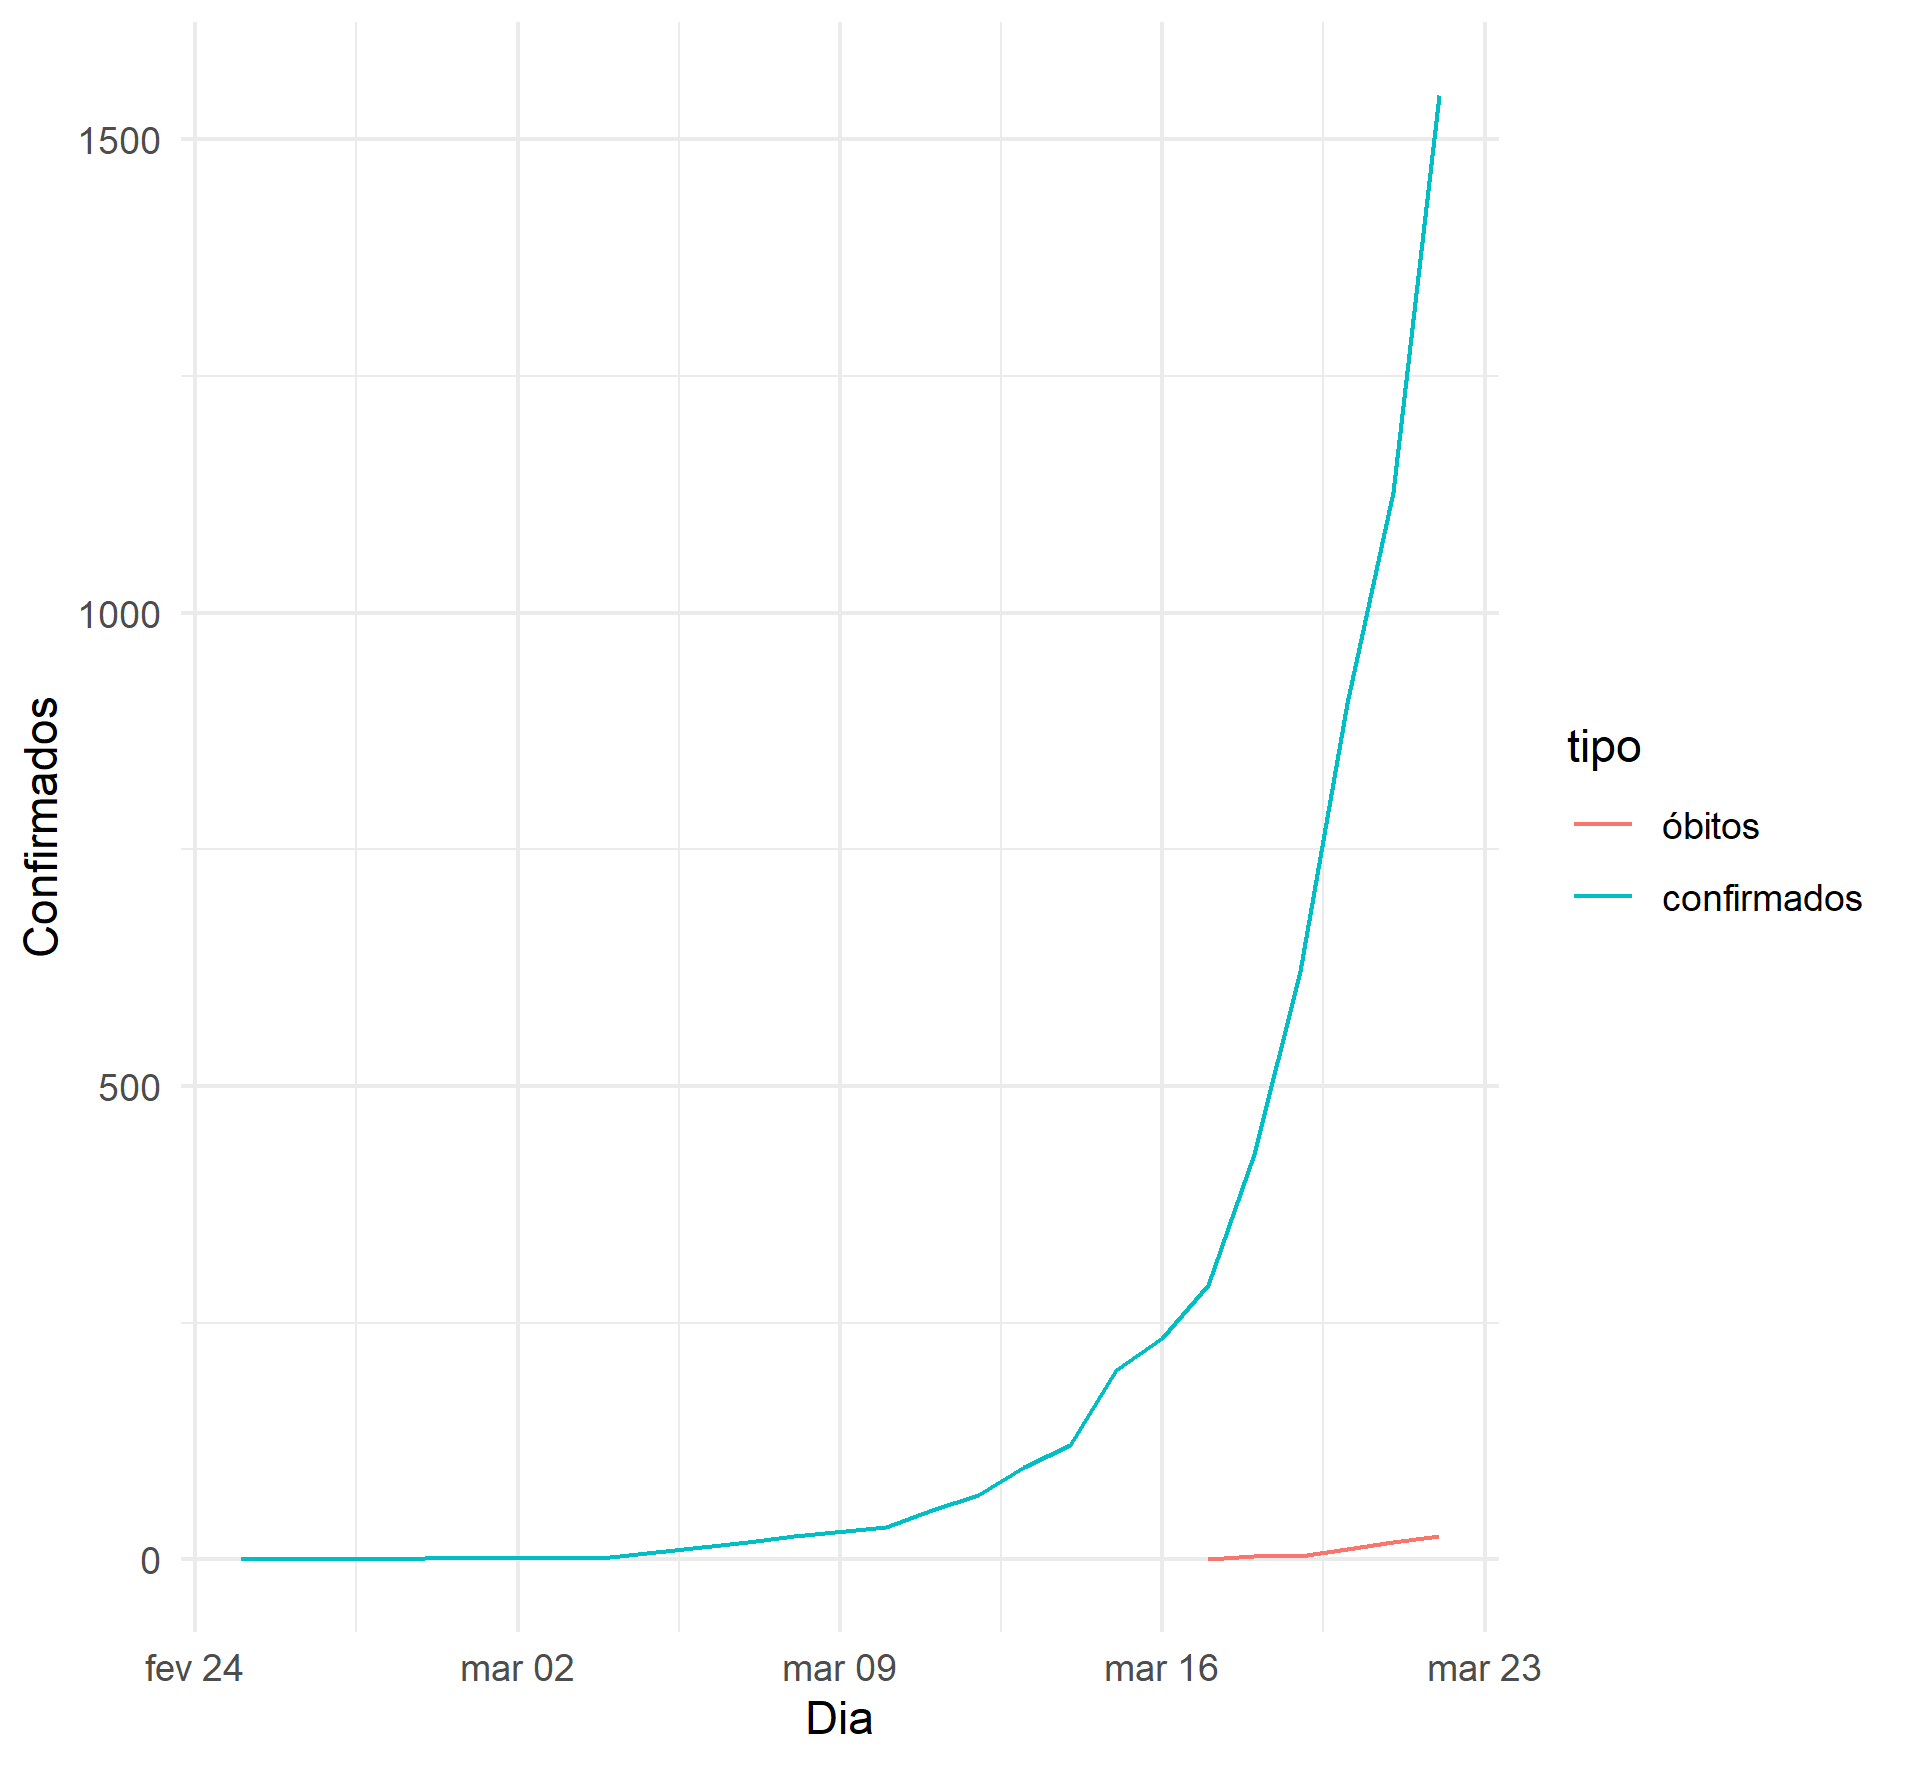 1500
1000
500
0
Confirmados
fev 24
mar 02
mar 09
mar 16
mar 23
Dia
tipo
óbitos
confirmados